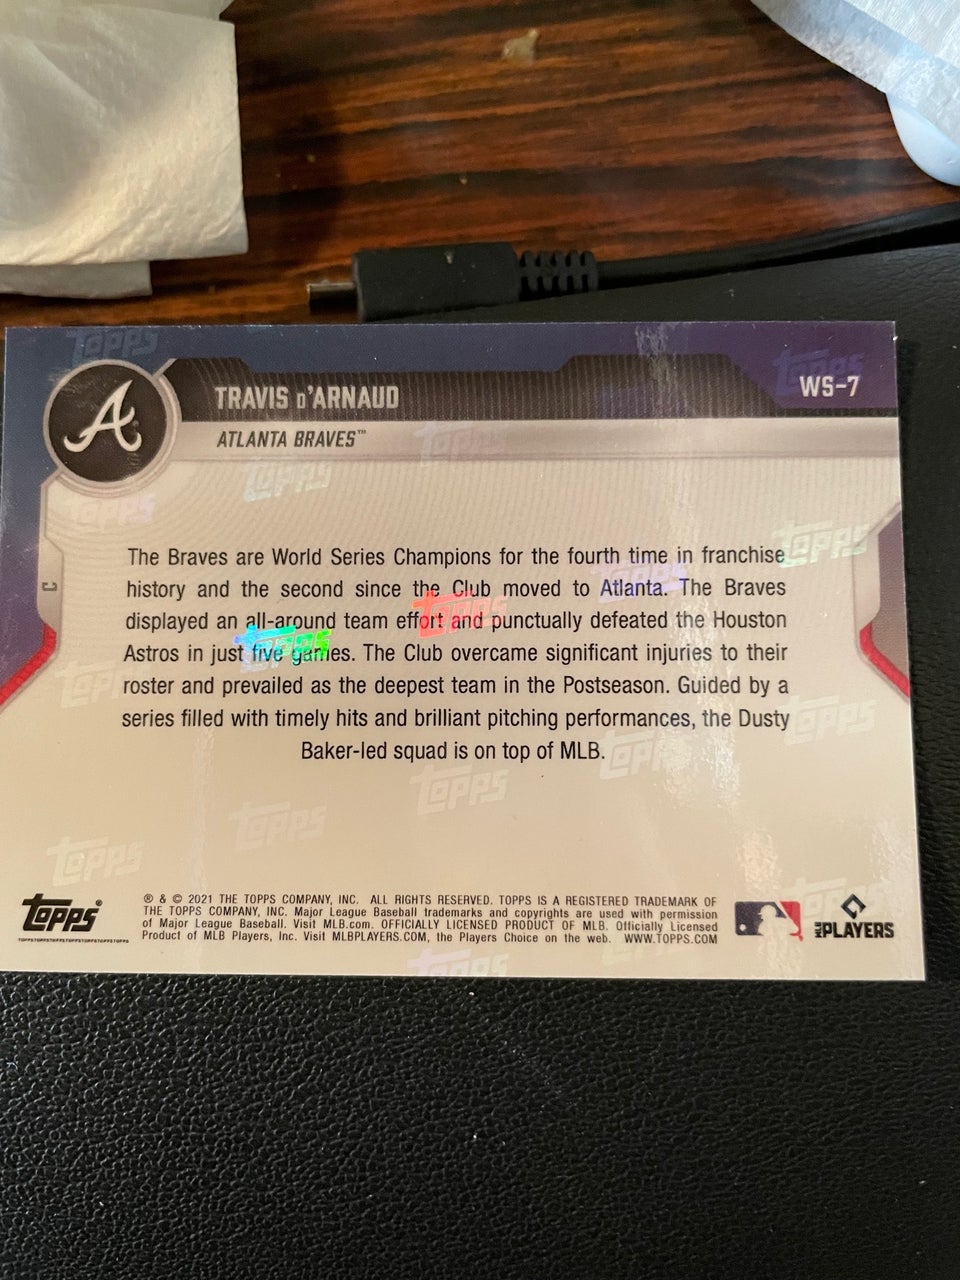 TRAVIS D'ARNAUD
WS-7
ATLANTA BRAVES™
C
The Braves are World Series Champions for the fourth time in franchise
history and the second since the Club moved to Atlanta. The Braves
displayed an all-around team effort and punctually defeated the Houston
Astros in just five games. The Club overcame significant injuries to their
roster and prevailed as the deepest team in the Postseason. Guided by a
series filled with timely hits and brilliant pitching performances, the Dusty
Baker-led squad is on top of MLB.
Topps®
TOPPSTOPPSTOPPSTOPPSTOPPSTOPPS
® & © 2021 THE TOPPS COMPANY, INC. ALL RIGHTS RESERVED. TOPPS IS A REGISTERED TRADEMARK OF
THE TOPPS COMPANY, INC. Major League Baseball trademarks and copyrights are used with permission
of Major League Baseball. Visit MLB.com. OFFICIALLY LICENSED PRODUCT OF MLB. Officially Licensed
Product of MLB Players, Inc. Visit MLBPLAYERS.COM, the Players Choice on the web. WWW.TOPPS.COM
MLB PLAYERS